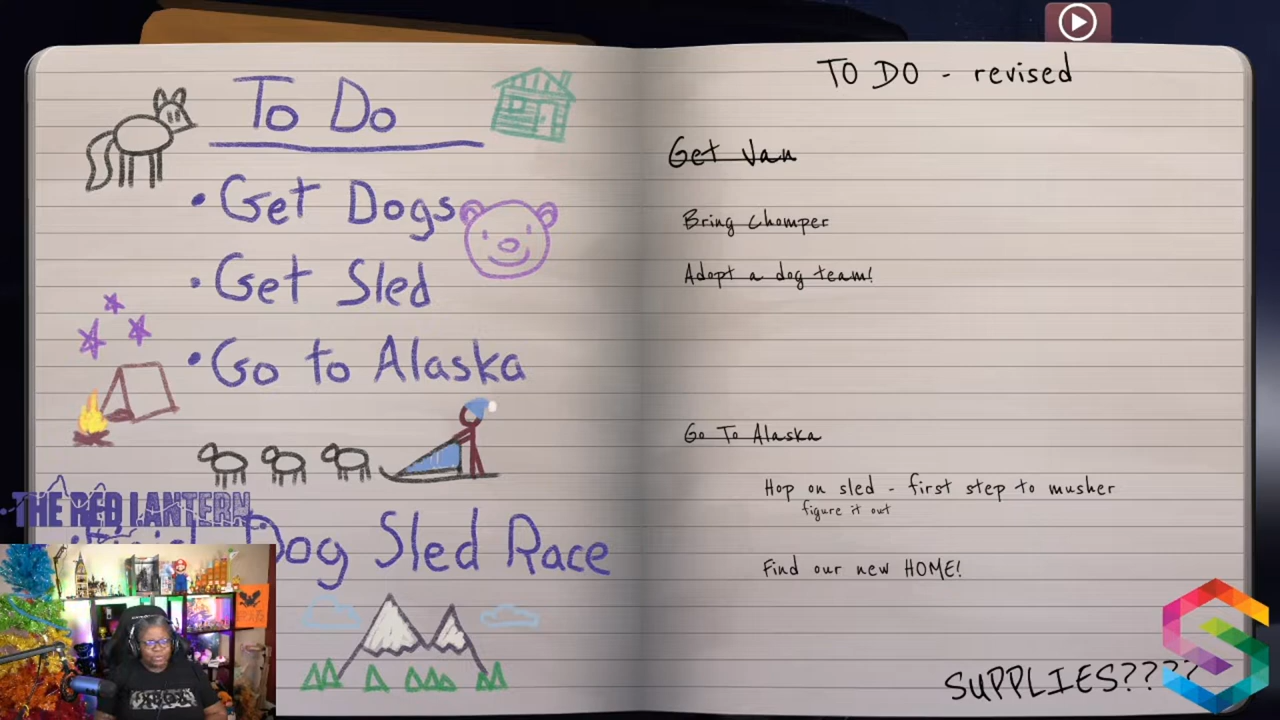 To Do
• Get Dogs
• Get Sled
• Go to Alaska
THE RED LANTERN
Dog Sled Race
TO DO - revised
Get Van
Bring Chomper
Adopt a dog team!
Go To Alaska
Hop on sled - first step to musher
figure it out
Find our new HOME!
SUPPLIES????